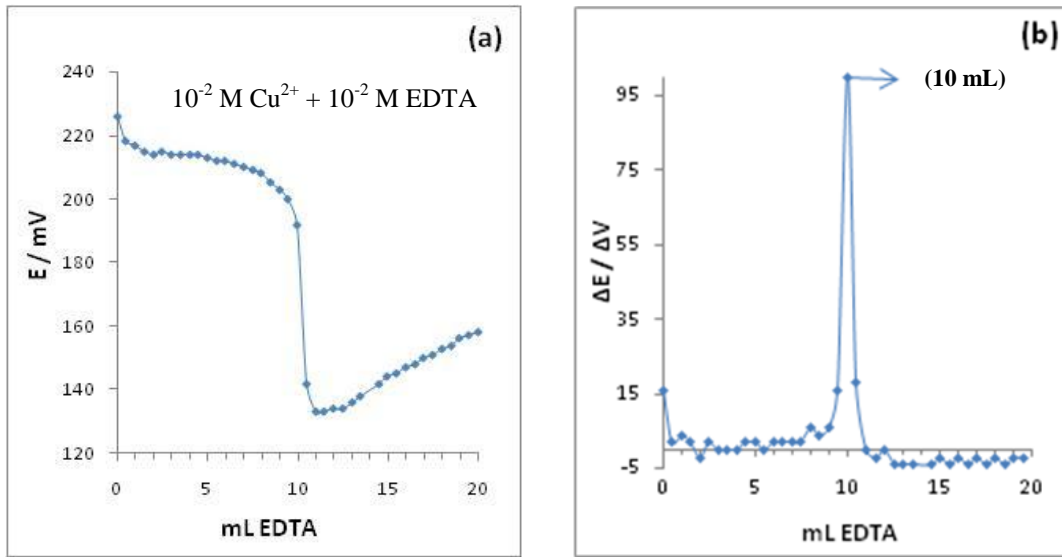 (a)
10⁻² M Cu²⁺ + 10⁻² M EDTA
240
220
200
180
160
140
120
E / mV
0 5 10 15 20
mL EDTA
(b)
(10 mL)
95
75
55
35
15
-5
ΔE / ΔV
0 5 10 15 20
mL EDTA